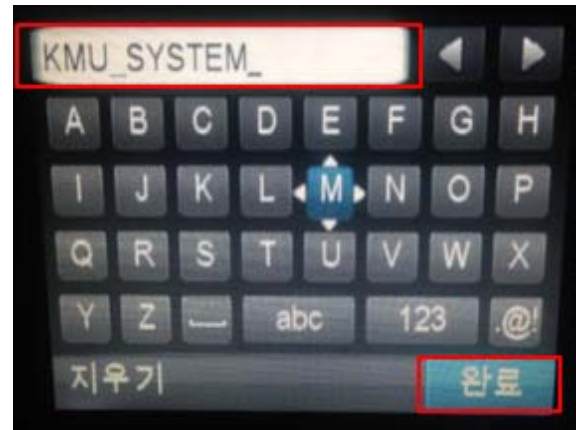 KMU_SYSTEM_
A B C D E F G H
I J K L M N O P
Q R S T U V W X
Y Z abc 123 .@!
지우기 완료